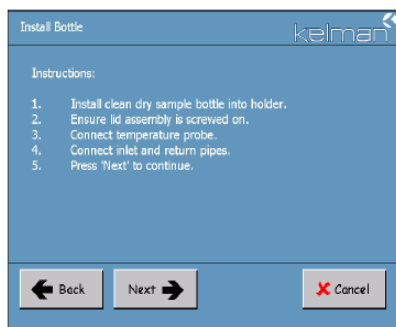 Install Bottle
kelman
Instructions:
1. Install clean dry sample bottle into holder.
2. Ensure lid assembly is screwed on.
3. Connect temperature probe.
4. Connect inlet and return pipes.
5. Press 'Next' to continue.
Back Next Cancel